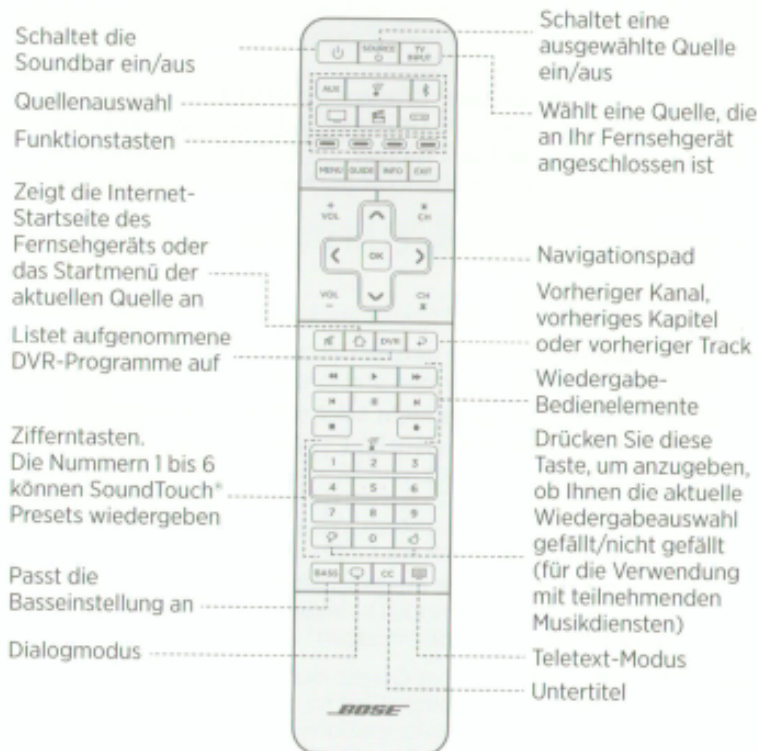 Schaltet die
Soundbar ein/aus
Quellenauswahl
Funktionstasten
Zeigt die Internet-
Startseite des
Fernsehgeräts oder
das Startmenü der
aktuellen Quelle an
Listet aufgenommene
DVR-Programme auf
Zifferntasten.
Die Nummern 1 bis 6
können SoundTouch®
Presets wiedergeben
Passt die
Basseinstellung an
Dialogmodus
SOURCE
TV
INPUT
AUX
MENU GUIDE INFO EXIT
+
VOL
CH
OK
VOL
–
CH
DVR
1 2 3
4 5 6
7 8 9
0
BASS CC
BOSE
Schaltet eine
ausgewählte Quelle
ein/aus
Wählt eine Quelle, die
an Ihr Fernsehgerät
angeschlossen ist
Navigationspad
Vorheriger Kanal,
vorheriges Kapitel
oder vorheriger Track
Wiedergabe-
Bedienelemente
Drücken Sie diese
Taste, um anzugeben,
ob Ihnen die aktuelle
Wiedergabeauswahl
gefällt/nicht gefällt
(für die Verwendung
mit teilnehmenden
Musikdiensten)
Teletext-Modus
Untertitel